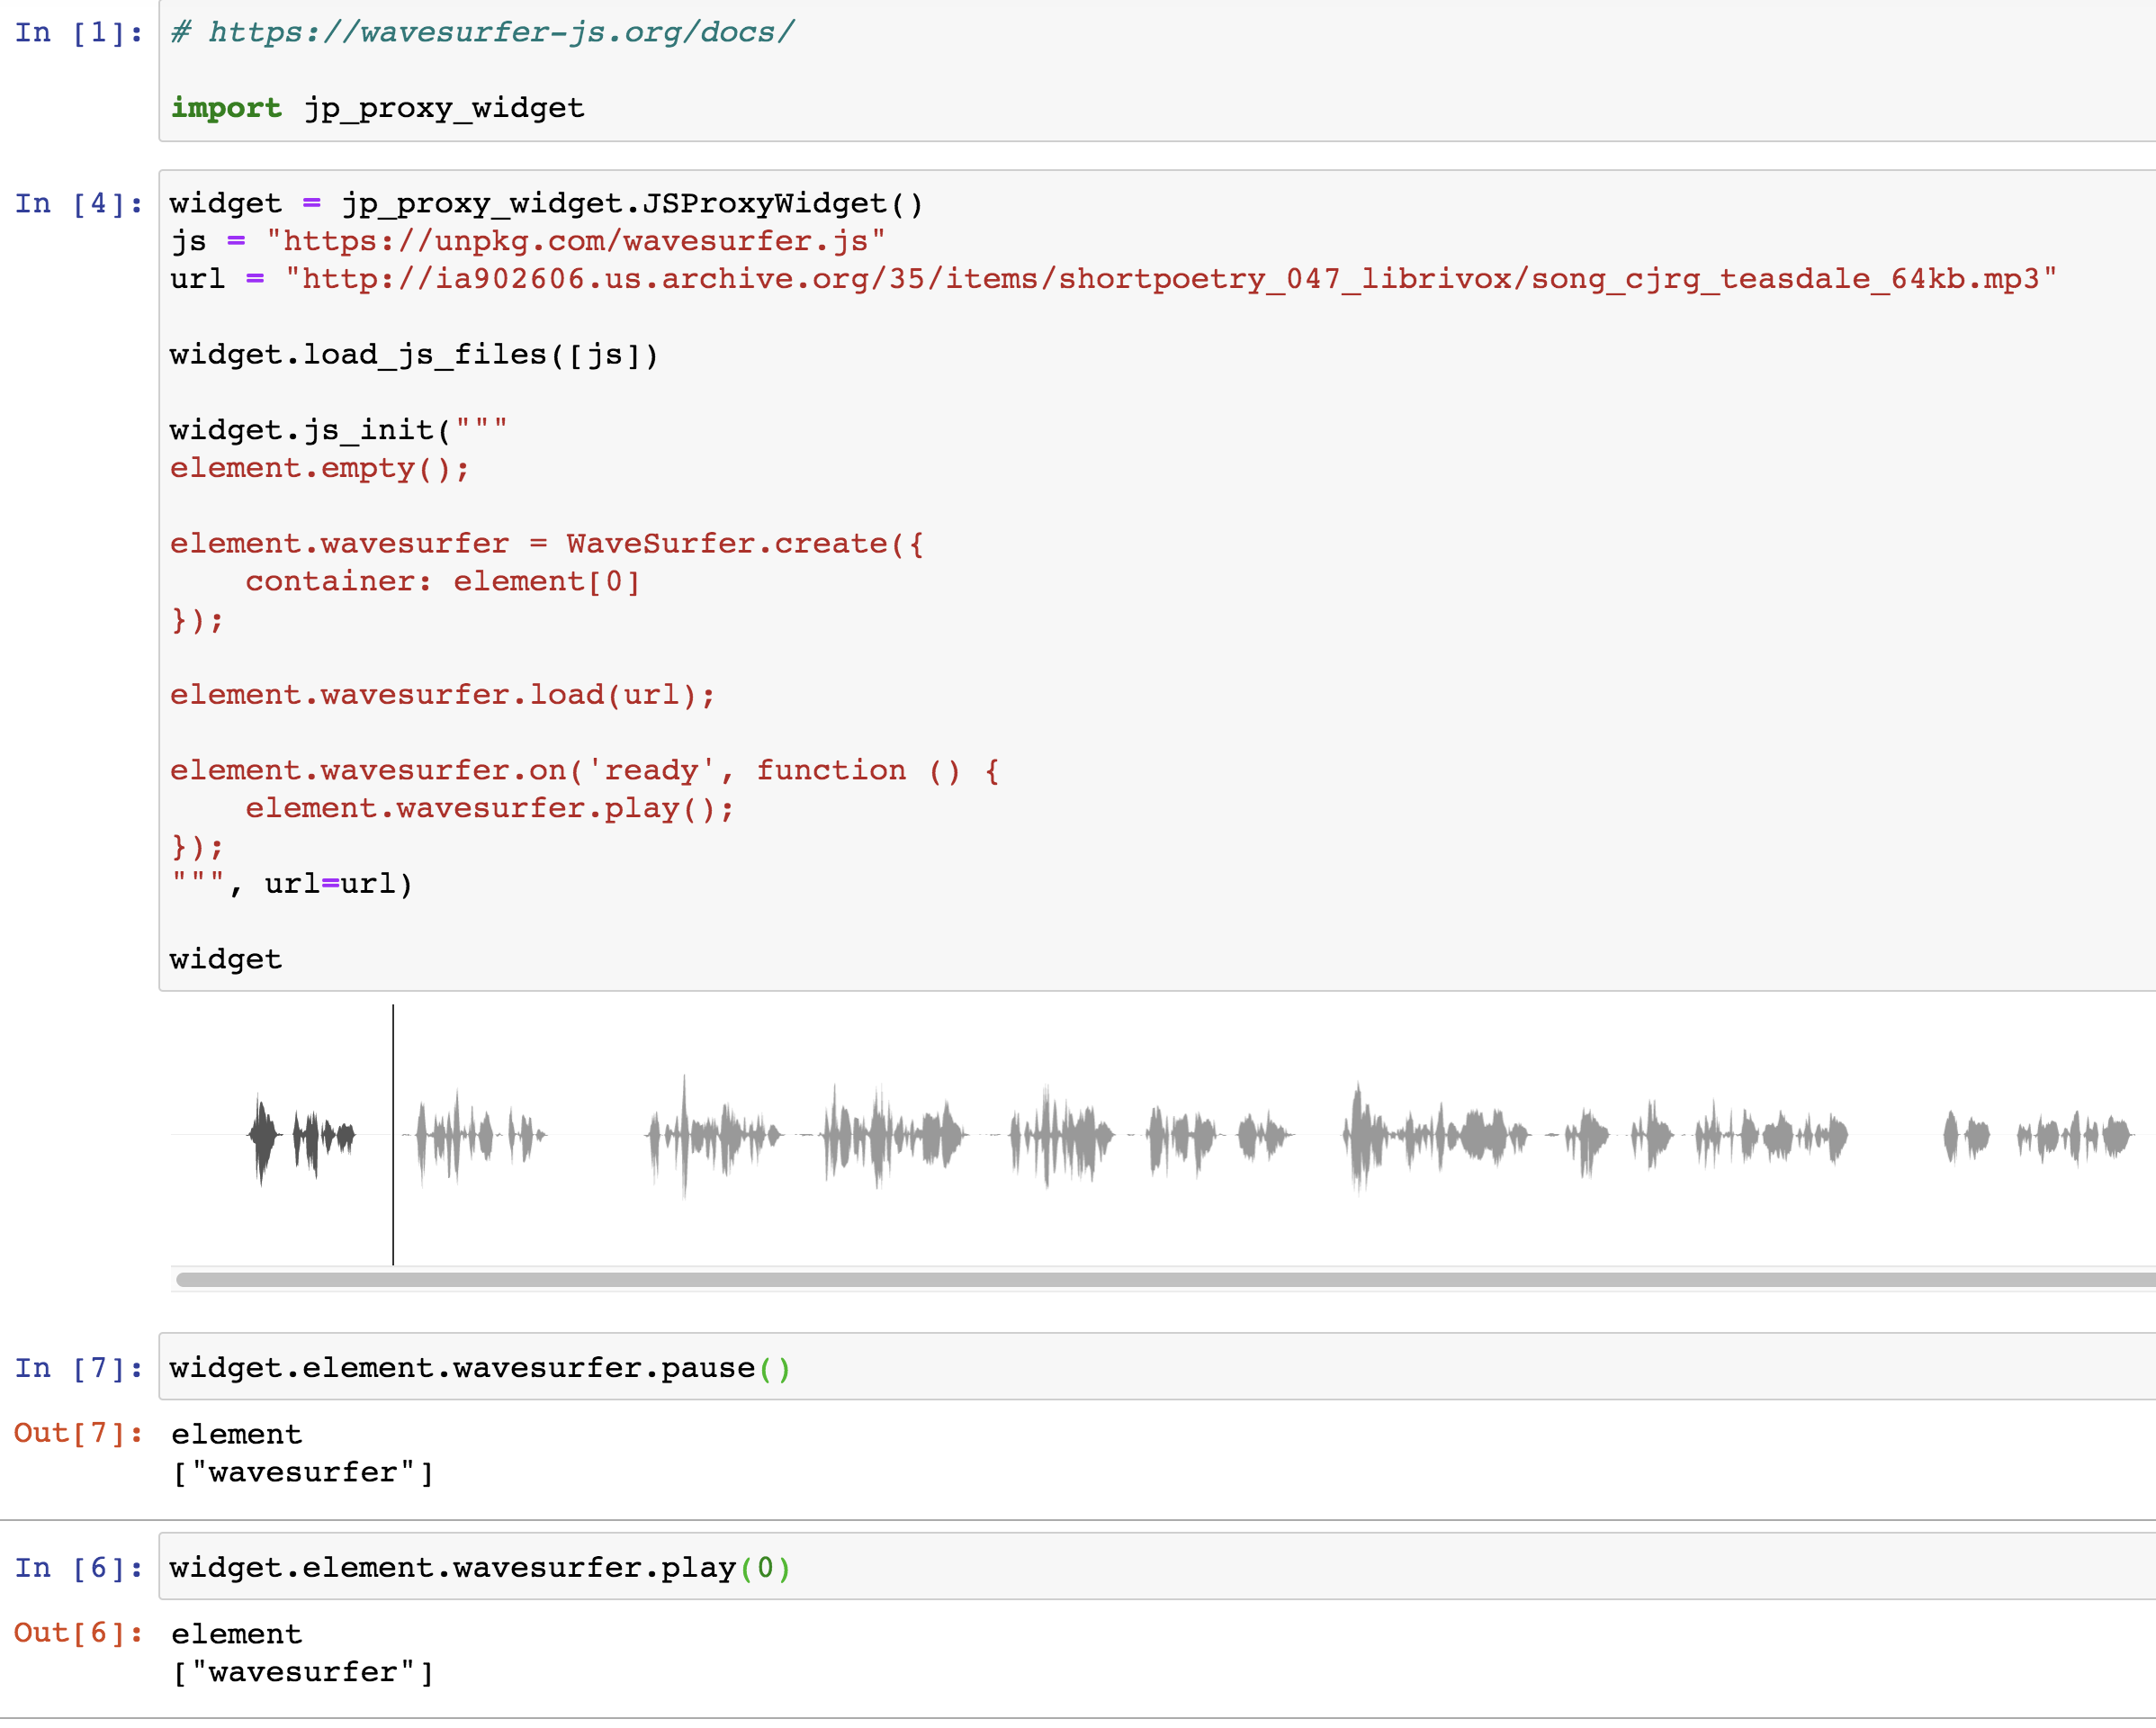 In [1]: # https://wavesurfer-js.org/docs/
import jp_proxy_widget
In [4]: widget = jp_proxy_widget.JSProxyWidget()
js = "https://unpkg.com/wavesurfer.js"
url = "http://ia902606.us.archive.org/35/items/shortpoetry_047_librivox/song_cjrg_teasdale_64kb.mp3"
widget.load_js_files([js])
widget.js_init("""
element.empty();
element.wavesurfer = WaveSurfer.create({
    container: element[0]
});
element.wavesurfer.load(url);
element.wavesurfer.on('ready', function () {
    element.wavesurfer.play();
});
""", url=url)
widget
In [7]: widget.element.wavesurfer.pause()
Out[7]: element
["wavesurfer"]
In [6]: widget.element.wavesurfer.play(0)
Out[6]: element
["wavesurfer"]